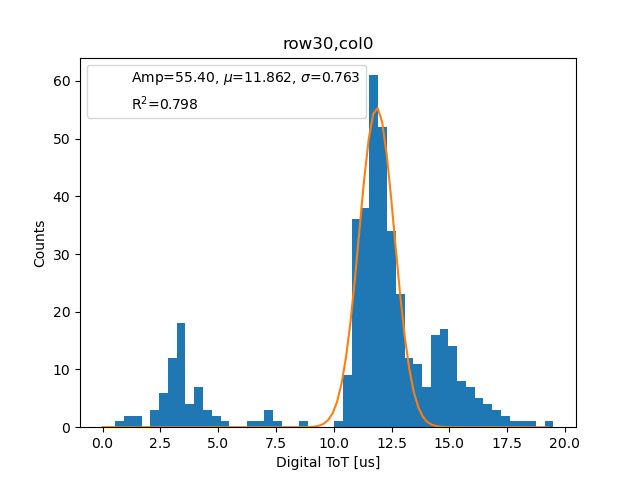 row30,col0
Amp=55.40, μ=11.862, σ=0.763
R²=0.798
60
50
40
30
20
10
0
Counts
0.0 2.5 5.0 7.5 10.0 12.5 15.0 17.5 20.0
Digital ToT [us]